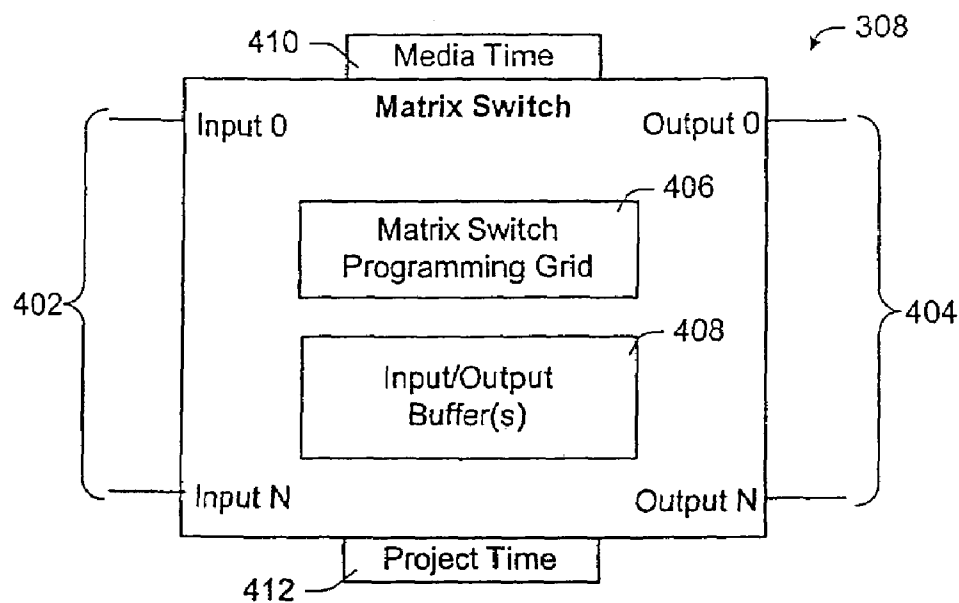 308
410
Media Time
Matrix Switch
Input 0
Output 0
406
Matrix Switch
Programming Grid
402
404
408
Input/Output
Buffer(s)
Input N
Output N
Project Time
412